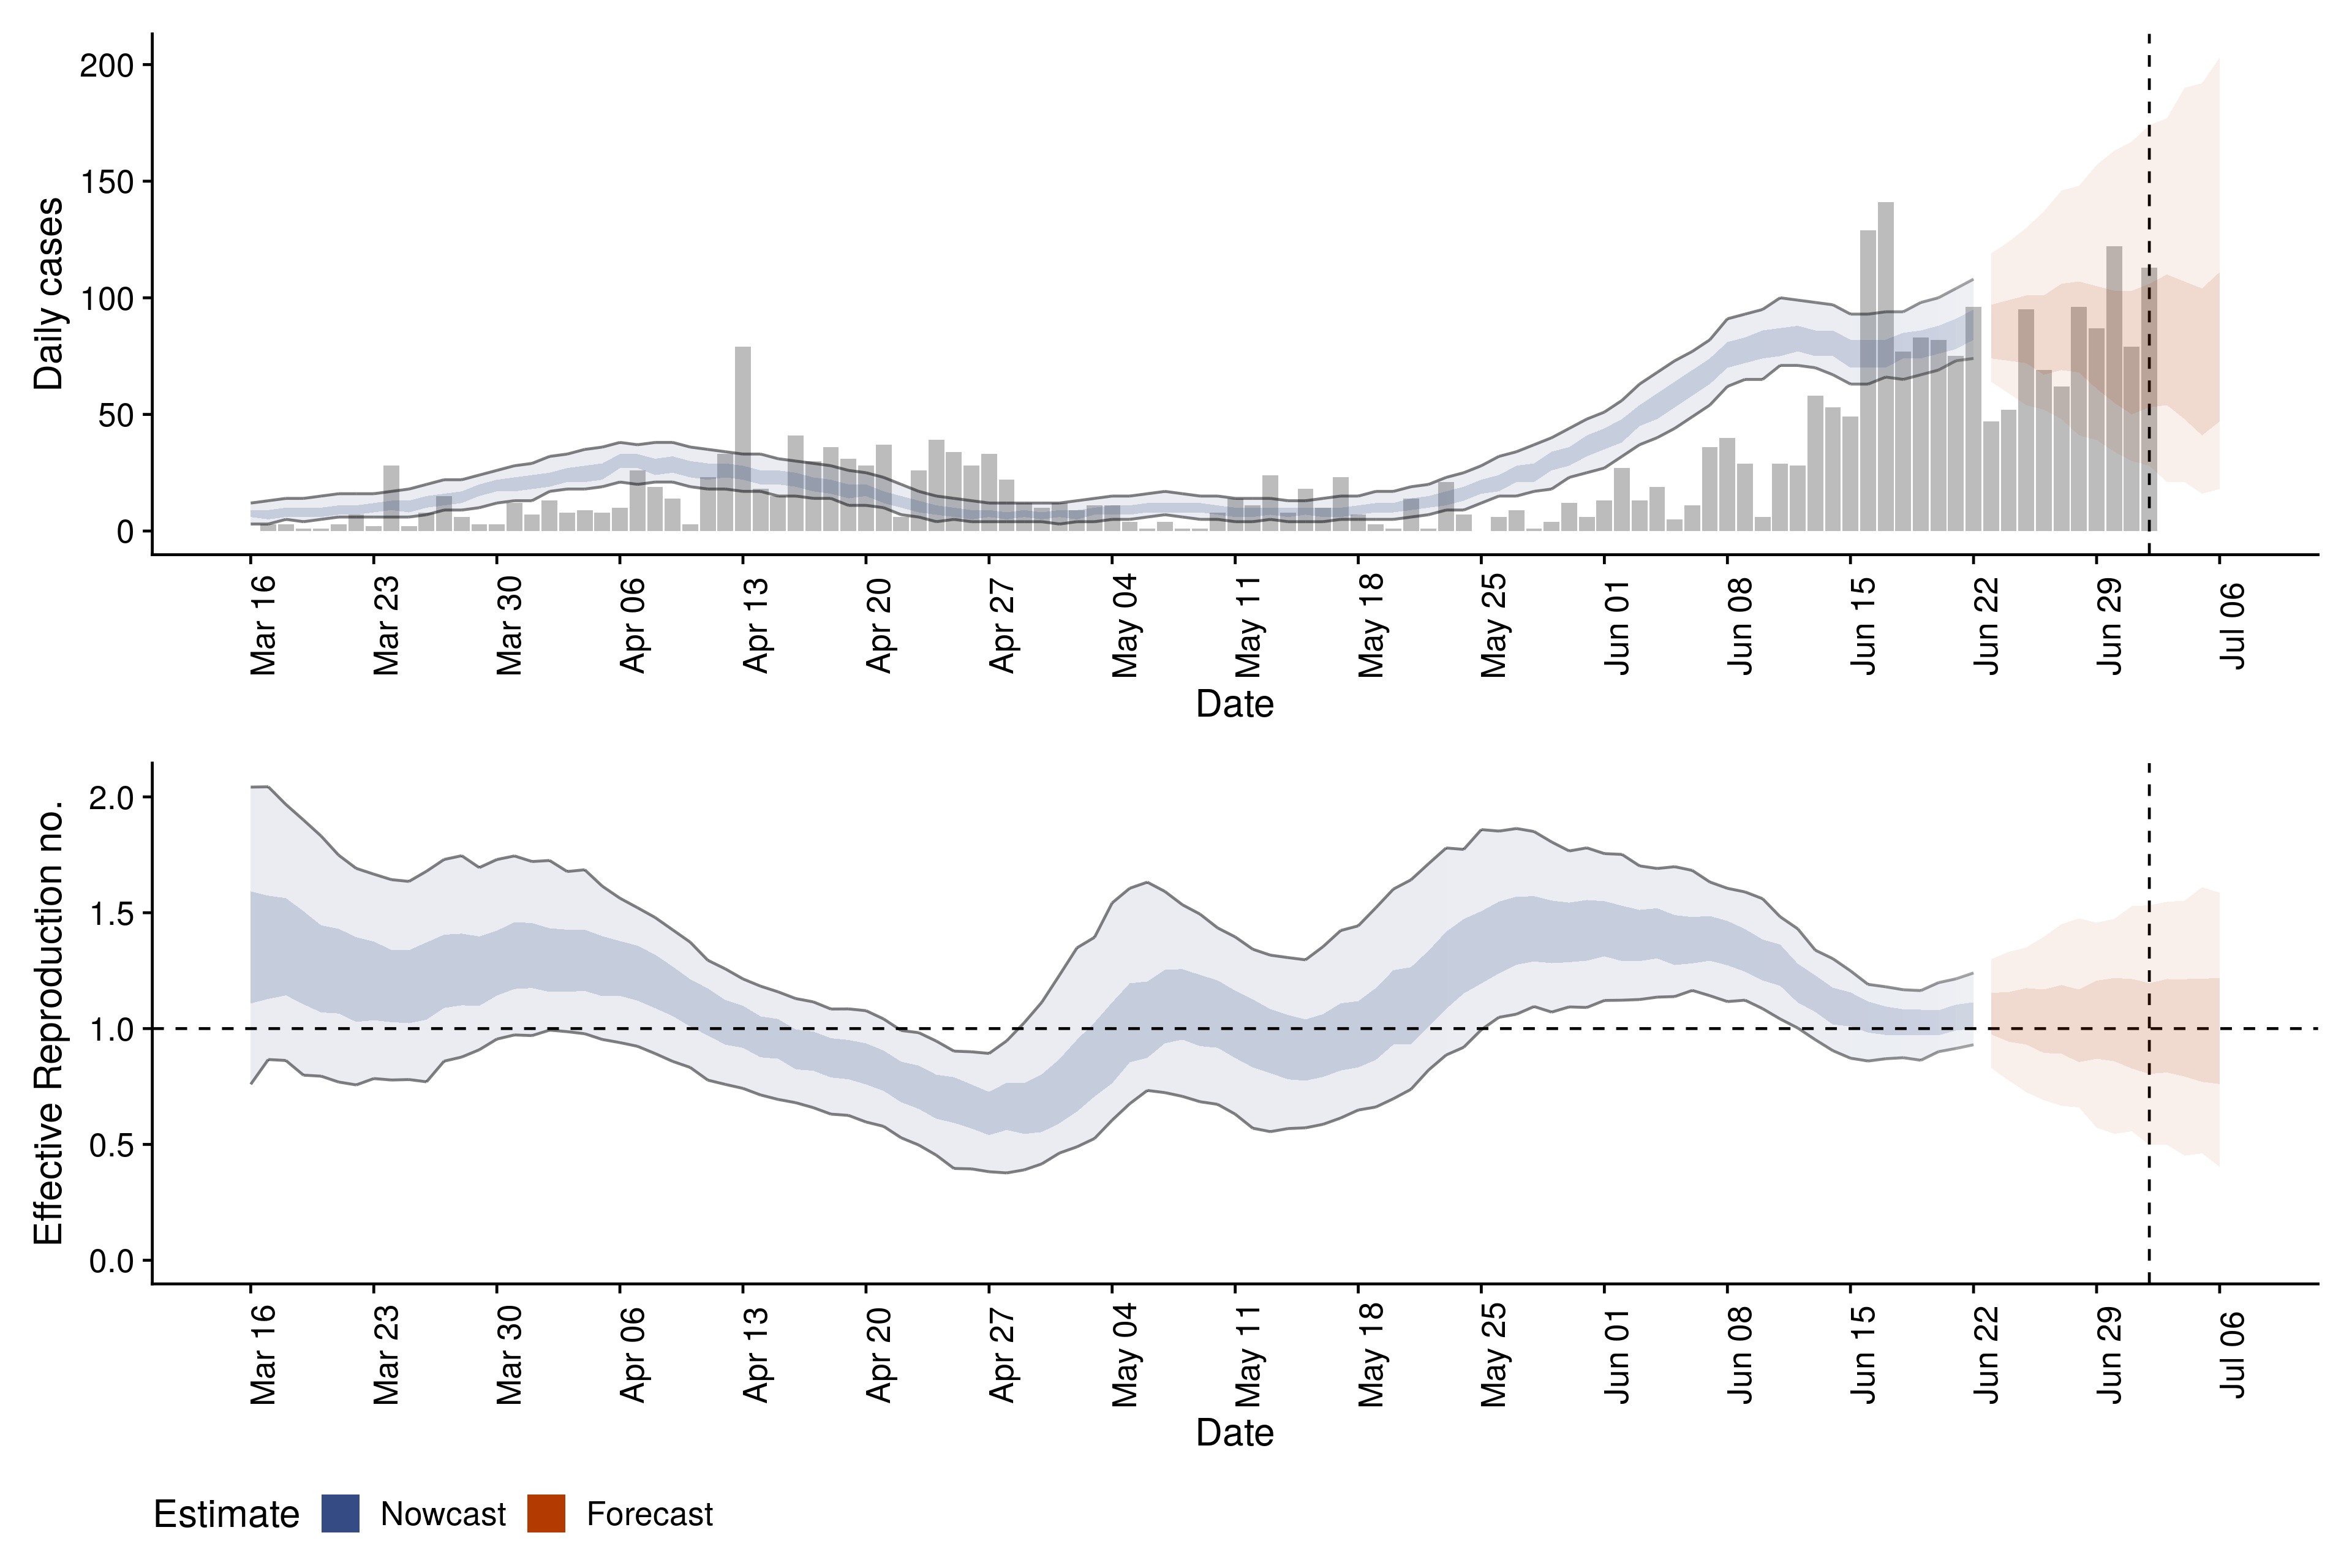 Daily cases
200
150
100
50
0
Mar 16 Mar 23 Mar 30 Apr 06 Apr 13 Apr 20 Apr 27 May 04 May 11 May 18 May 25 Jun 01 Jun 08 Jun 15 Jun 22 Jun 29 Jul 06
Date
Effective Reproduction no.
2.0
1.5
1.0
0.5
0.0
Mar 16 Mar 23 Mar 30 Apr 06 Apr 13 Apr 20 Apr 27 May 04 May 11 May 18 May 25 Jun 01 Jun 08 Jun 15 Jun 22 Jun 29 Jul 06
Date
Estimate Nowcast Forecast